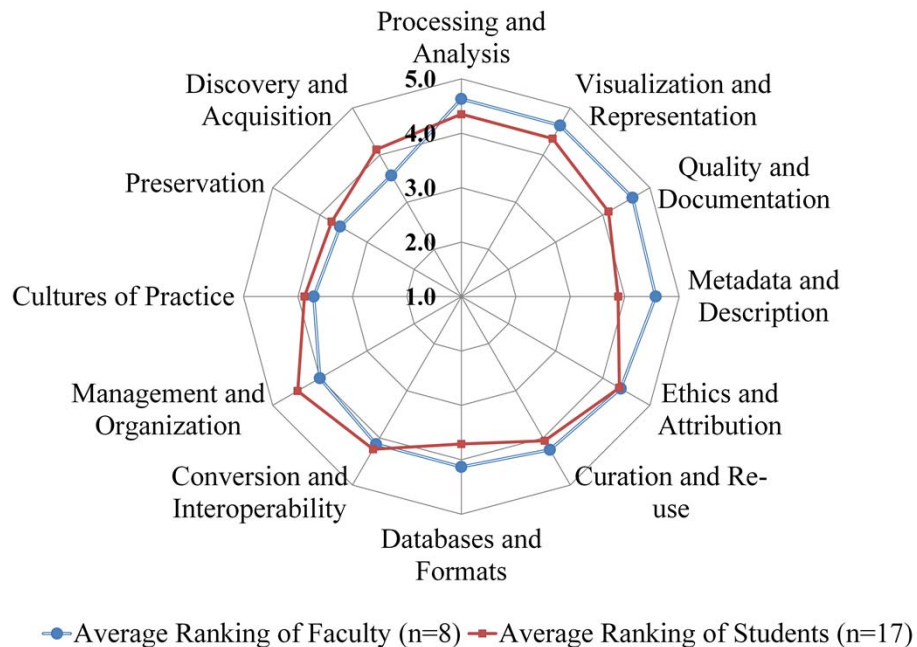 Processing and
Analysis
Visualization and
Representation
Quality and
Documentation
Metadata and
Description
Ethics and
Attribution
Curation and Re-
use
Databases and
Formats
Conversion and
Interoperability
Management and
Organization
Cultures of Practice
Preservation
Discovery and
Acquisition
5.0
4.0
3.0
2.0
1.0
Average Ranking of Faculty (n=8) Average Ranking of Students (n=17)